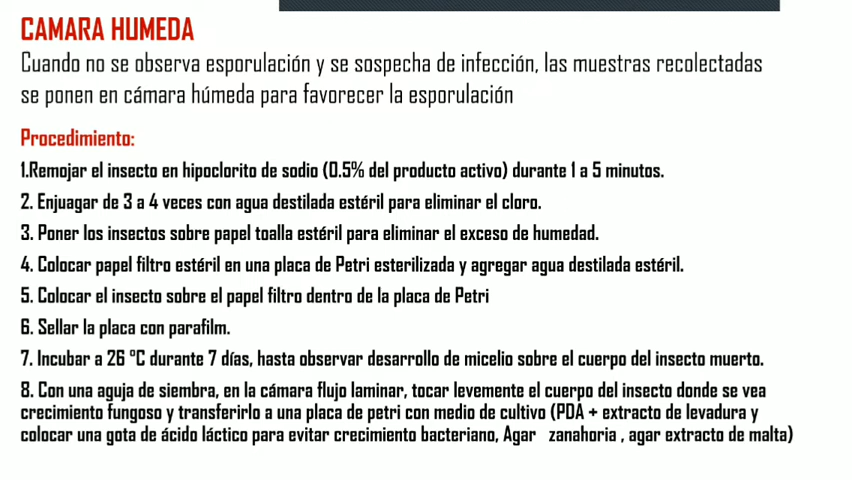 CAMARA HUMEDA
Cuando no se observa esporulación y se sospecha de infección, las muestras recolectadas
se ponen en cámara húmeda para favorecer la esporulación
Procedimiento:
1.Remojar el insecto en hipoclorito de sodio (0.5% del producto activo) durante 1 a 5 minutos.
2. Enjuagar de 3 a 4 veces con agua destilada estéril para eliminar el cloro.
3. Poner los insectos sobre papel toalla estéril para eliminar el exceso de humedad.
4. Colocar papel filtro estéril en una placa de Petri esterilizada y agregar agua destilada estéril.
5. Colocar el insecto sobre el papel filtro dentro de la placa de Petri
6. Sellar la placa con parafilm.
7. Incubar a 26 °C durante 7 días, hasta observar desarrollo de micelio sobre el cuerpo del insecto muerto.
8. Con una aguja de siembra, en la cámara flujo laminar, tocar levemente el cuerpo del insecto donde se vea
crecimiento fungoso y transferirlo a una placa de petri con medio de cultivo (PDA + extracto de levadura y
colocar una gota de ácido láctico para evitar crecimiento bacteriano, Agar zanahoria , agar extracto de malta)